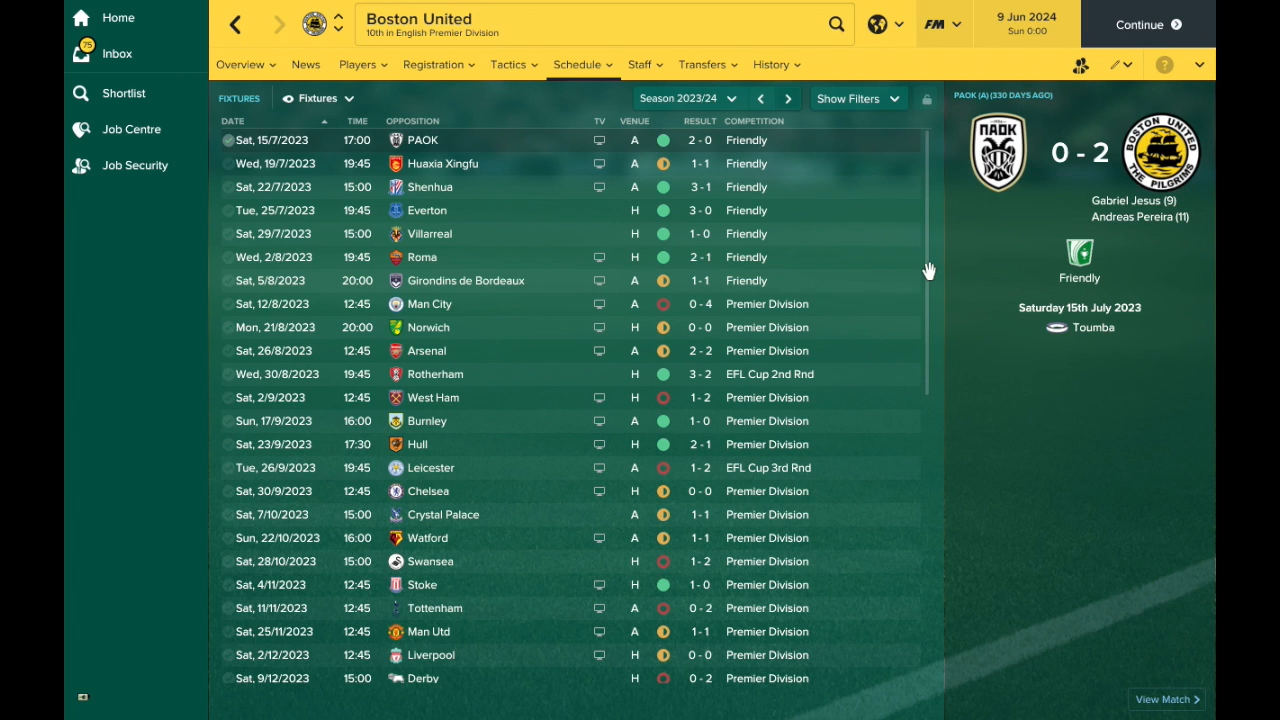 Home
75
Inbox
Shortlist
Job Centre
Job Security
Boston United
10th in English Premier Division
FM
9 Jun 2024
Sun 0:00
Continue
Overview News Players Registration Tactics Schedule Staff Transfers History
?
FIXTURES Fixtures Season 2023/24 Show Filters
DATE TIME OPPOSITION TV VENUE RESULT COMPETITION
Sat, 15/7/2023 17:00 PAOK A 2 - 0 Friendly
Wed, 19/7/2023 19:45 Huaxia Xingfu A 1 - 1 Friendly
Sat, 22/7/2023 15:00 Shenhua A 3 - 1 Friendly
Tue, 25/7/2023 19:45 Everton H 3 - 0 Friendly
Sat, 29/7/2023 15:00 Villarreal H 1 - 0 Friendly
Wed, 2/8/2023 19:45 Roma H 2 - 1 Friendly
Sat, 5/8/2023 20:00 Girondins de Bordeaux A 1 - 1 Friendly
Sat, 12/8/2023 12:45 Man City A 0 - 4 Premier Division
Mon, 21/8/2023 20:00 Norwich H 0 - 0 Premier Division
Sat, 26/8/2023 12:45 Arsenal A 2 - 2 Premier Division
Wed, 30/8/2023 19:45 Rotherham H 3 - 2 EFL Cup 2nd Rnd
Sat, 2/9/2023 12:45 West Ham H 1 - 2 Premier Division
Sun, 17/9/2023 16:00 Burnley A 1 - 0 Premier Division
Sat, 23/9/2023 17:30 Hull H 2 - 1 Premier Division
Tue, 26/9/2023 19:45 Leicester A 1 - 2 EFL Cup 3rd Rnd
Sat, 30/9/2023 12:45 Chelsea H 0 - 0 Premier Division
Sat, 7/10/2023 15:00 Crystal Palace A 1 - 1 Premier Division
Sun, 22/10/2023 16:00 Watford A 1 - 1 Premier Division
Sat, 28/10/2023 15:00 Swansea H 1 - 2 Premier Division
Sat, 4/11/2023 12:45 Stoke H 1 - 0 Premier Division
Sat, 11/11/2023 12:45 Tottenham A 0 - 2 Premier Division
Sat, 25/11/2023 12:45 Man Utd A 1 - 1 Premier Division
Sat, 2/12/2023 12:45 Liverpool H 0 - 0 Premier Division
Sat, 9/12/2023 15:00 Derby H 0 - 2 Premier Division
PAOK (A) (330 DAYS AGO)
ΠΑΟΚ
0 - 2
BOSTON UNITED
THE PILGRIMS
Gabriel Jesus (9)
Andreas Pereira (11)
Friendly
Saturday 15th July 2023
Toumba
View Match